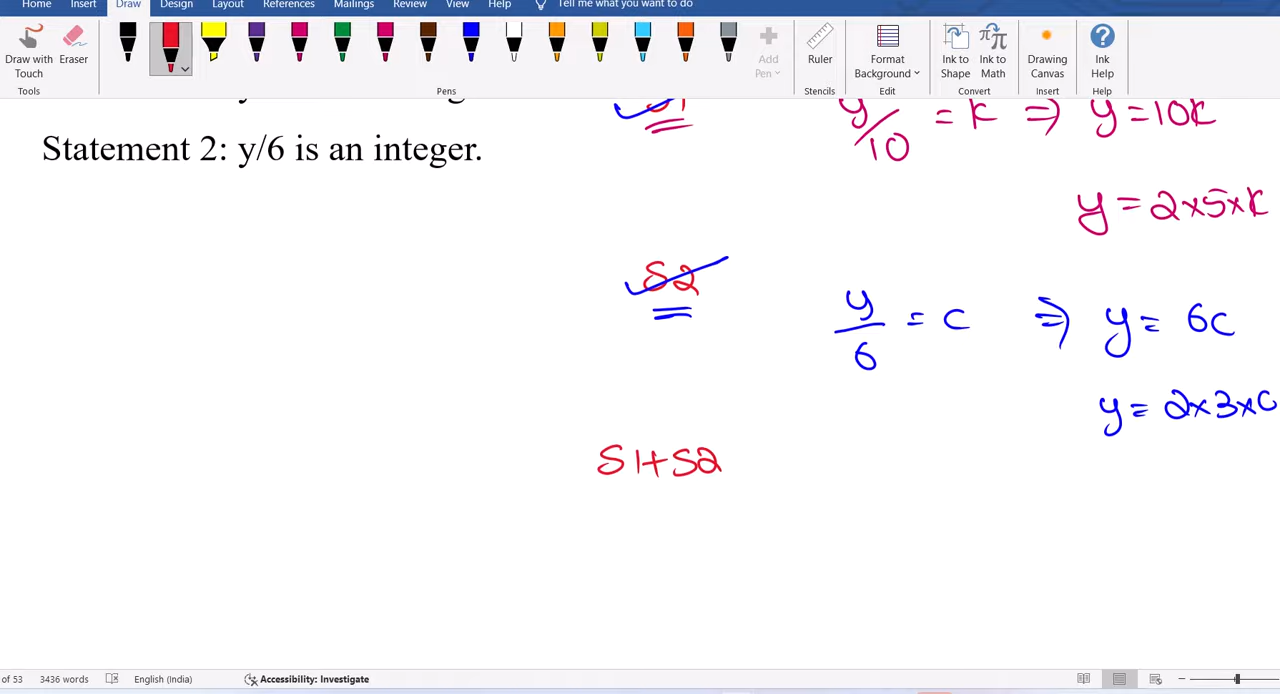 Home Insert Draw Design Layout References Mailings Review View Help Tell me what you want to do
Draw with Touch Eraser Add Pen Ruler Format Background Ink to Shape Ink to Math Drawing Canvas Ink Help
Tools Pens Stencils Edit Convert Insert Help
S1 y/10 = k ⇒ y = 10k
Statement 2: y/6 is an integer.
y = 2×5×k
S2
y/6 = c ⇒ y = 6c
y = 2×3×c
S1+S2
of 53 3436 words English (India) Accessibility: Investigate